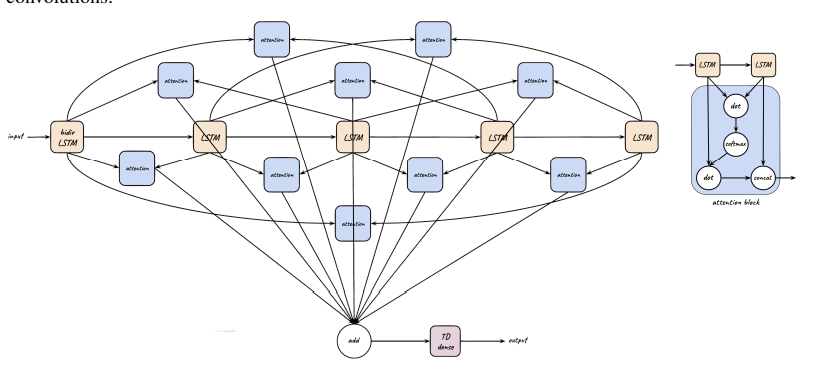 convolutions.
attention
attention
attention
attention
attention
LSTM
LSTM
input
bidir
LSTM
LSTM
LSTM
LSTM
LSTM
dot
softmax
attention
attention
attention
attention
dot
concat
attention block
attention
add
TD
dense
output